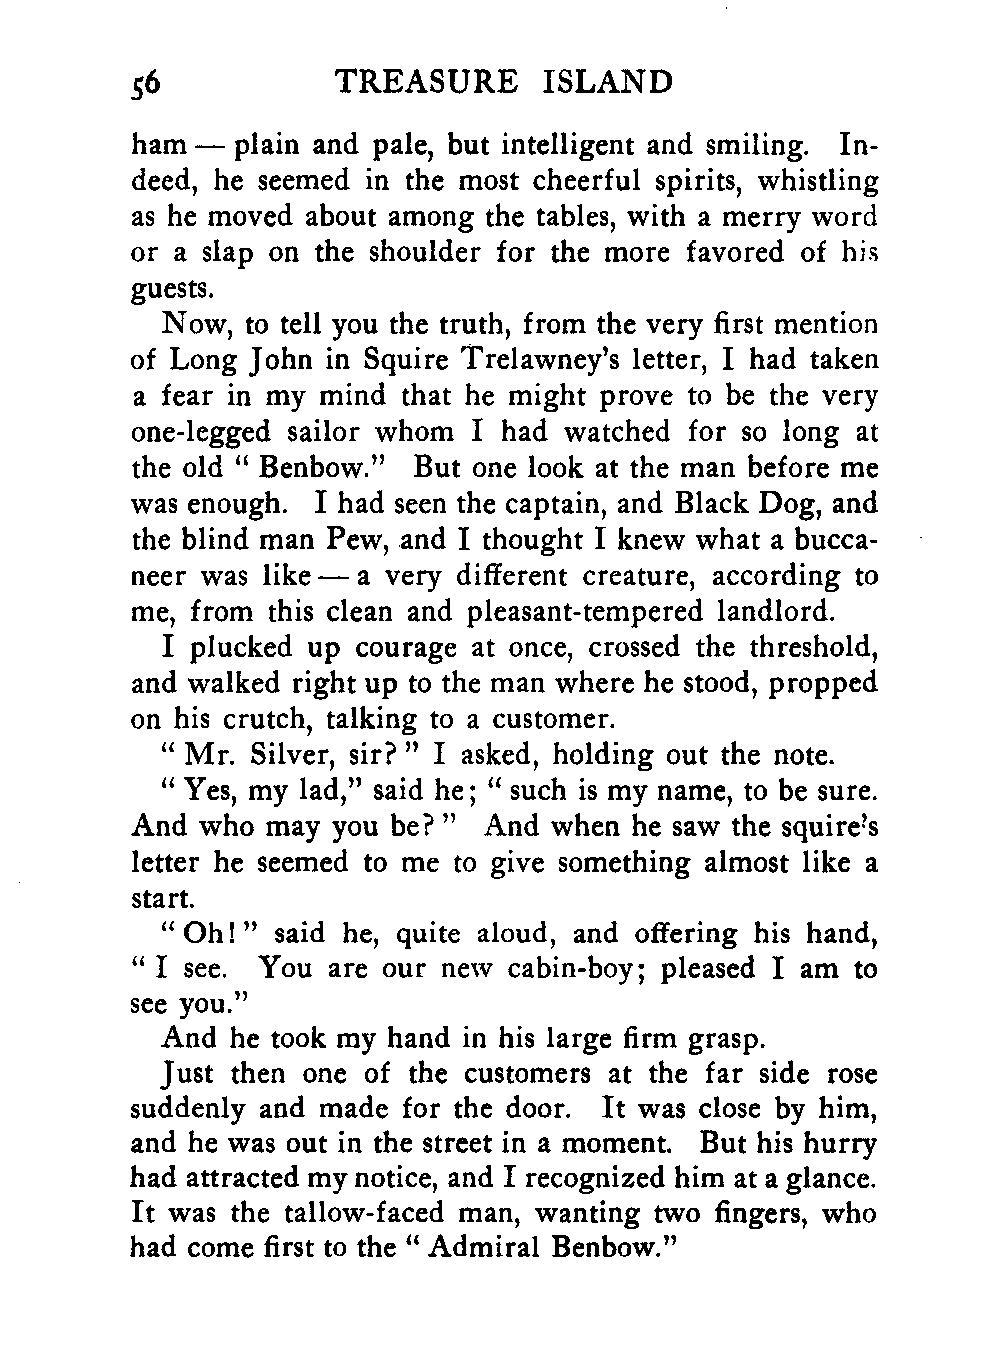 56 TREASURE ISLAND
ham — plain and pale, but intelligent and smiling. In-
deed, he seemed in the most cheerful spirits, whistling
as he moved about among the tables, with a merry word
or a slap on the shoulder for the more favored of his
guests.
Now, to tell you the truth, from the very first mention
of Long John in Squire Trelawney's letter, I had taken
a fear in my mind that he might prove to be the very
one-legged sailor whom I had watched for so long at
the old " Benbow." But one look at the man before me
was enough. I had seen the captain, and Black Dog, and
the blind man Pew, and I thought I knew what a bucca-
neer was like — a very different creature, according to
me, from this clean and pleasant-tempered landlord.
I plucked up courage at once, crossed the threshold,
and walked right up to the man where he stood, propped
on his crutch, talking to a customer.
" Mr. Silver, sir? " I asked, holding out the note.
" Yes, my lad," said he; " such is my name, to be sure.
And who may you be? " And when he saw the squire's
letter he seemed to me to give something almost like a
start.
" Oh! " said he, quite aloud, and offering his hand,
" I see. You are our new cabin-boy; pleased I am to
see you."
And he took my hand in his large firm grasp.
Just then one of the customers at the far side rose
suddenly and made for the door. It was close by him,
and he was out in the street in a moment. But his hurry
had attracted my notice, and I recognized him at a glance.
It was the tallow-faced man, wanting two fingers, who
had come first to the " Admiral Benbow."